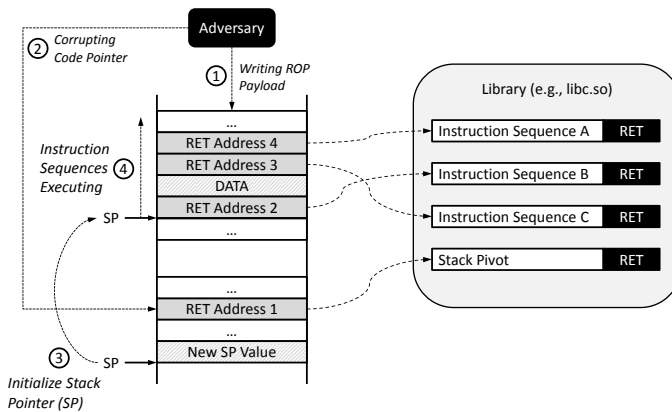 Adversary
② Corrupting
Code Pointer
① Writing ROP
Payload
Library (e.g., libc.so)
...
RET Address 4
Instruction Sequence A RET
Instruction
Sequences
Executing
④
RET Address 3
DATA
Instruction Sequence B RET
SP
RET Address 2
Instruction Sequence C RET
...
Stack Pivot RET
...
RET Address 1
...
③
SP
New SP Value
Initialize Stack
Pointer (SP)